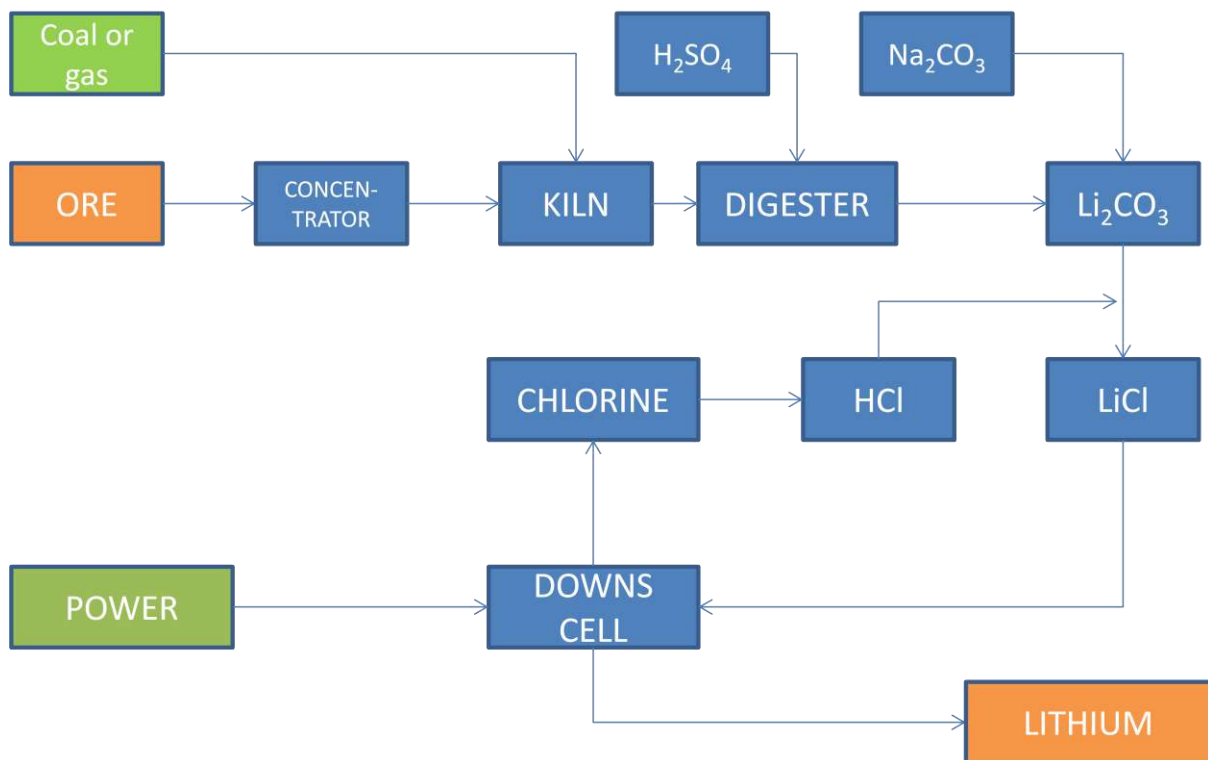 Coal or
gas
H₂SO₄
Na₂CO₃
ORE
CONCEN-
TRATOR
KILN
DIGESTER
Li₂CO₃
CHLORINE
HCl
LiCl
POWER
DOWNS
CELL
LITHIUM